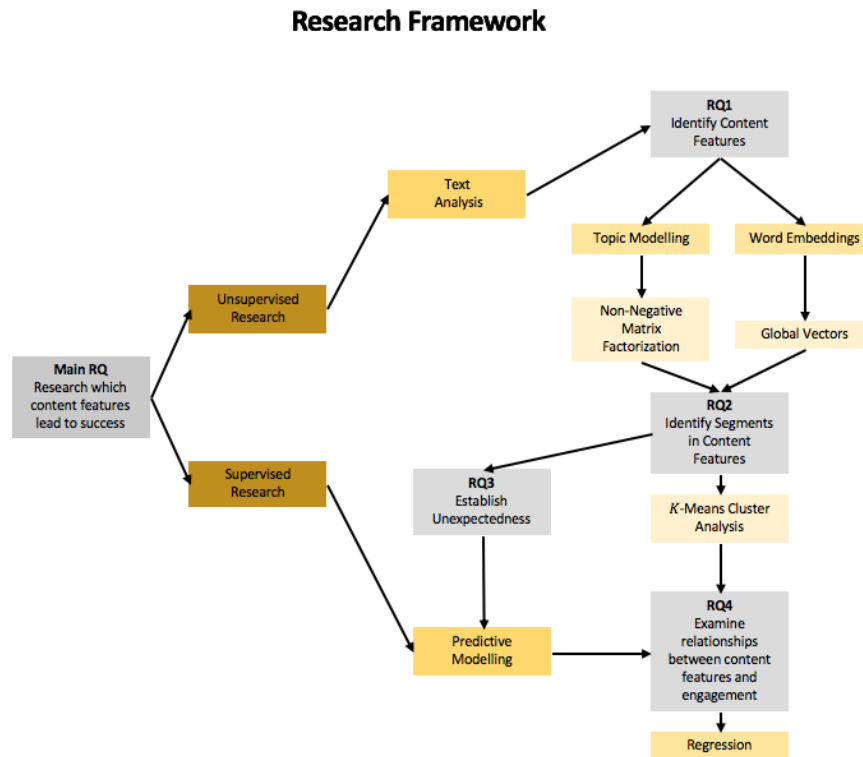 Research Framework
RQ1
Identify Content
Features
Text
Analysis
Topic Modelling
Word Embeddings
Unsupervised
Research
Non-Negative
Matrix
Factorization
Global Vectors
Main RQ
Research which
content features
lead to success
RQ2
Identify Segments
in Content
Features
Supervised
Research
RQ3
Establish
Unexpectedness
K-Means Cluster
Analysis
Predictive
Modelling
RQ4
Examine
relationships
between content
features and
engagement
Regression